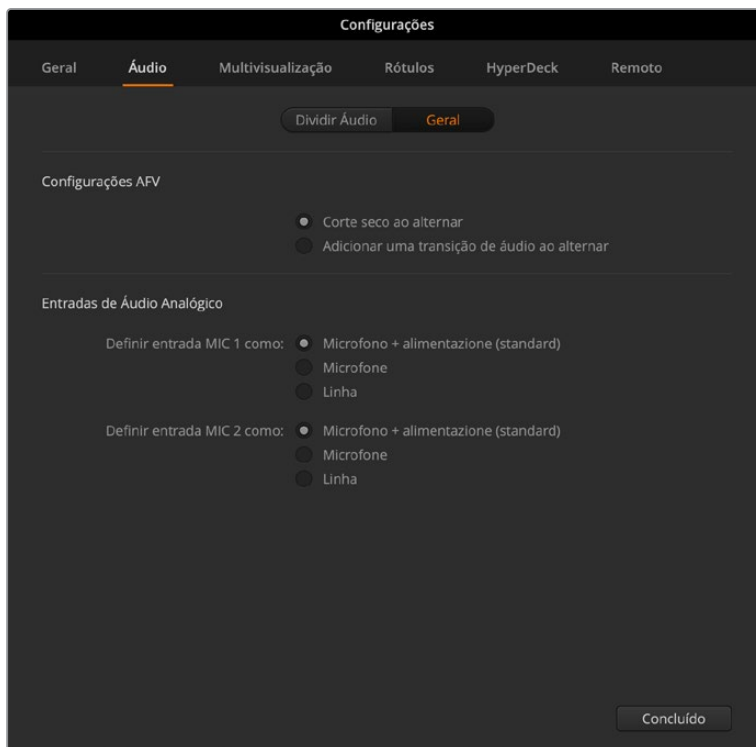 Configurações
Geral Áudio Multivisualização Rótulos HyperDeck Remoto
Dividir Áudio Geral
Configurações AFV
Corte seco ao alternar
Adicionar uma transição de áudio ao alternar
Entradas de Áudio Analógico
Definir entrada MIC 1 como: Microfono + alimentazione (standard)
Microfone
Linha
Definir entrada MIC 2 como: Microfono + alimentazione (standard)
Microfone
Linha
Concluído